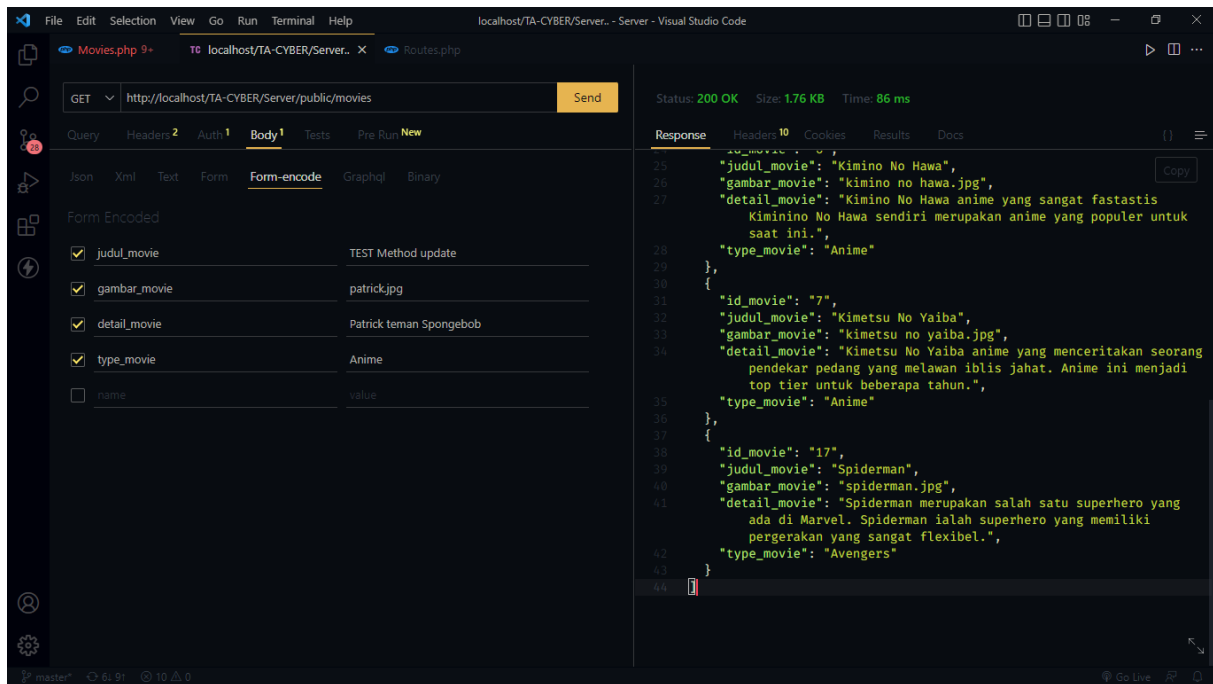 File Edit Selection View Go Run Terminal Help localhost/TA-CYBER/Server.. - Server - Visual Studio Code
Movies.php 9+ TC localhost/TA-CYBER/Server.. Routes.php
GET http://localhost/TA-CYBER/Server/public/movies Send
Query Headers 2 Auth 1 Body 1 Tests Pre Run New
Json Xml Text Form Form-encode Graphql Binary
Form Encoded
judul_movie TEST Method update
gambar_movie patrick.jpg
detail_movie Patrick teman Spongebob
type_movie Anime
name value
28
Status: 200 OK Size: 1.76 KB Time: 86 ms
Response Headers 10 Cookies Results Docs {}
Copy
25 "judul_movie": "Kimino No Hawa",
26 "gambar_movie": "kimino no hawa.jpg",
27 "detail_movie": "Kimino No Hawa anime yang sangat fastastis
Kiminino No Hawa sendiri merupakan anime yang populer untuk
saat ini.",
28 "type_movie": "Anime"
29 },
30 {
31 "id_movie": "7",
32 "judul_movie": "Kimetsu No Yaiba",
33 "gambar_movie": "kimetsu no yaiba.jpg",
34 "detail_movie": "Kimetsu No Yaiba anime yang menceritakan seorang
pendekar pedang yang melawan iblis jahat. Anime ini menjadi
top tier untuk beberapa tahun.",
35 "type_movie": "Anime"
36 },
37 {
38 "id_movie": "17",
39 "judul_movie": "Spiderman",
40 "gambar_movie": "spiderman.jpg",
41 "detail_movie": "Spiderman merupakan salah satu superhero yang
ada di Marvel. Spiderman ialah superhero yang memiliki
pergerakan yang sangat flexibel.",
42 "type_movie": "Avengers"
43 }
44 ]
master* 6↓ 9↑ 10 0 Go Live